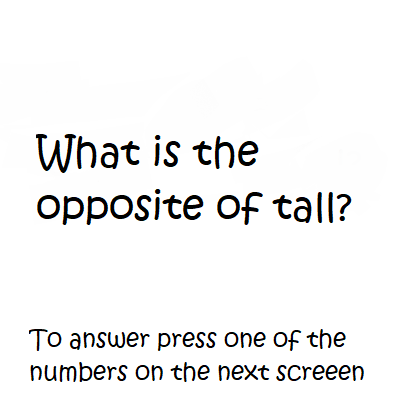 What is the
opposite of tall?
To answer press one of the
numbers on the next screeen